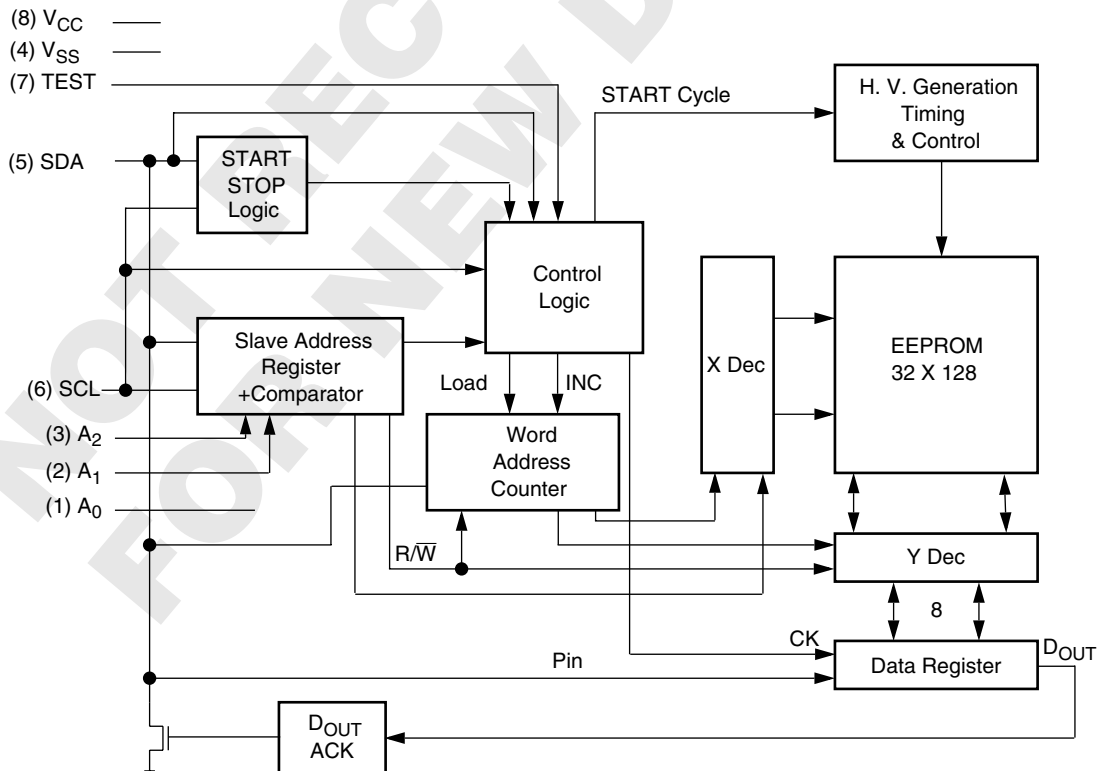 (8) VCC
(4) VSS
(7) TEST
(5) SDA
START
STOP
Logic
START Cycle
H. V. Generation
Timing
& Control
Control
Logic
(6) SCL
Slave Address
Register
+Comparator
Load
INC
X Dec
EEPROM
32 X 128
(3) A2
(2) A1
(1) A0
Word
Address
Counter
R/W̅
Y Dec
8
CK
Data Register
DOUT
Pin
DOUT
ACK
NOT REC
FOR NEW D